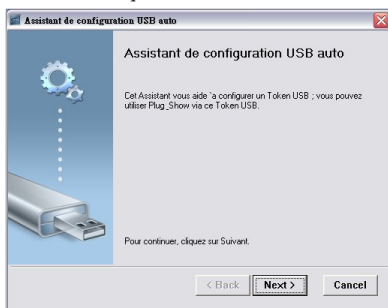 Assistant de configuration USB auto
Assistant de configuration USB auto
Cet Assistant vous aide `a configurer un Token USB ; vous pouvez
utiliser Plug_Show via ce Token USB.
Pour continuer, cliquez sur Suivant.
< Back Next > Cancel